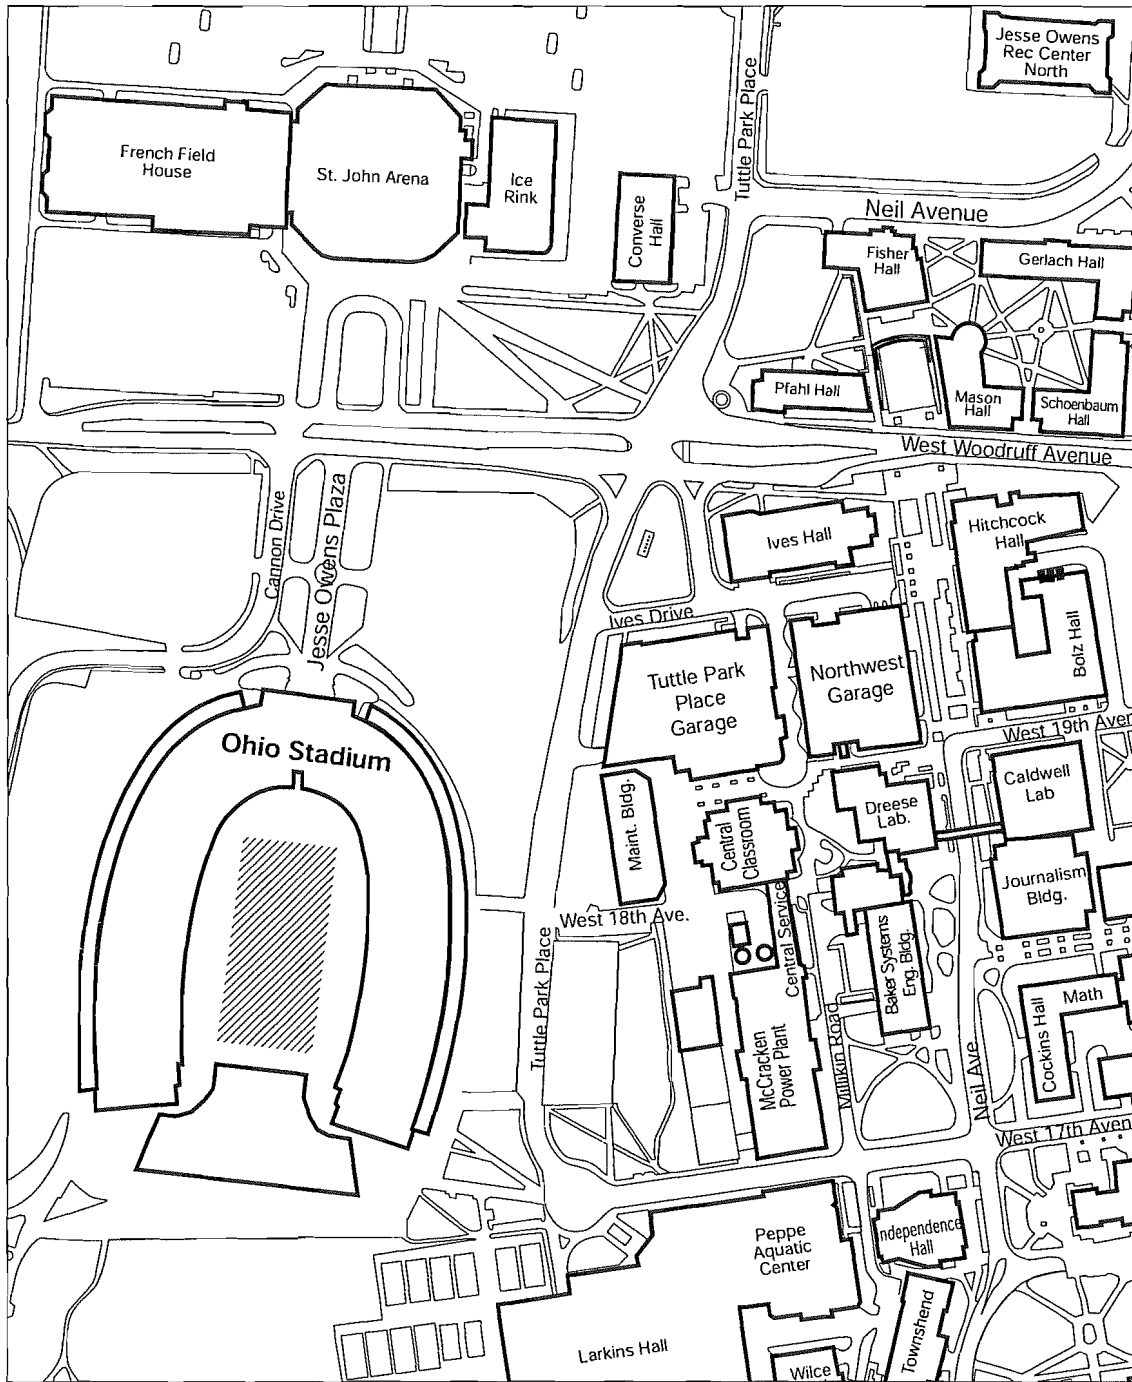 Jesse Owens
Rec Center
North
Tuttle Park Place
French Field
House
St. John Arena
Ice
Rink
Converse
Hall
Neil Avenue
Fisher
Hall
Gerlach Hall
Pfahl Hall
Mason
Hall
Schoenbaum
Hall
West Woodruff Avenue
Cannon Drive
Jesse Owens Plaza
Ives Hall
Hitchcock
Hall
Ives Drive
Bolz Hall
Tuttle Park
Place
Garage
Northwest
Garage
West 19th Aven
Ohio Stadium
Maint. Bldg.
Central
Classroom
Dreese
Lab.
Caldwell
Lab
Journalism
Bldg.
West 18th Ave.
Central Service
Baker Systems
Eng. Bldg.
Tuttle Park Place
McCracken
Power Plant
Millikin Road
Neil Ave.
Cockins Hall
Math
West 17th Aven
Peppe
Aquatic
Center
ndependence
Hall
Larkins Hall
Wilce
Townshend